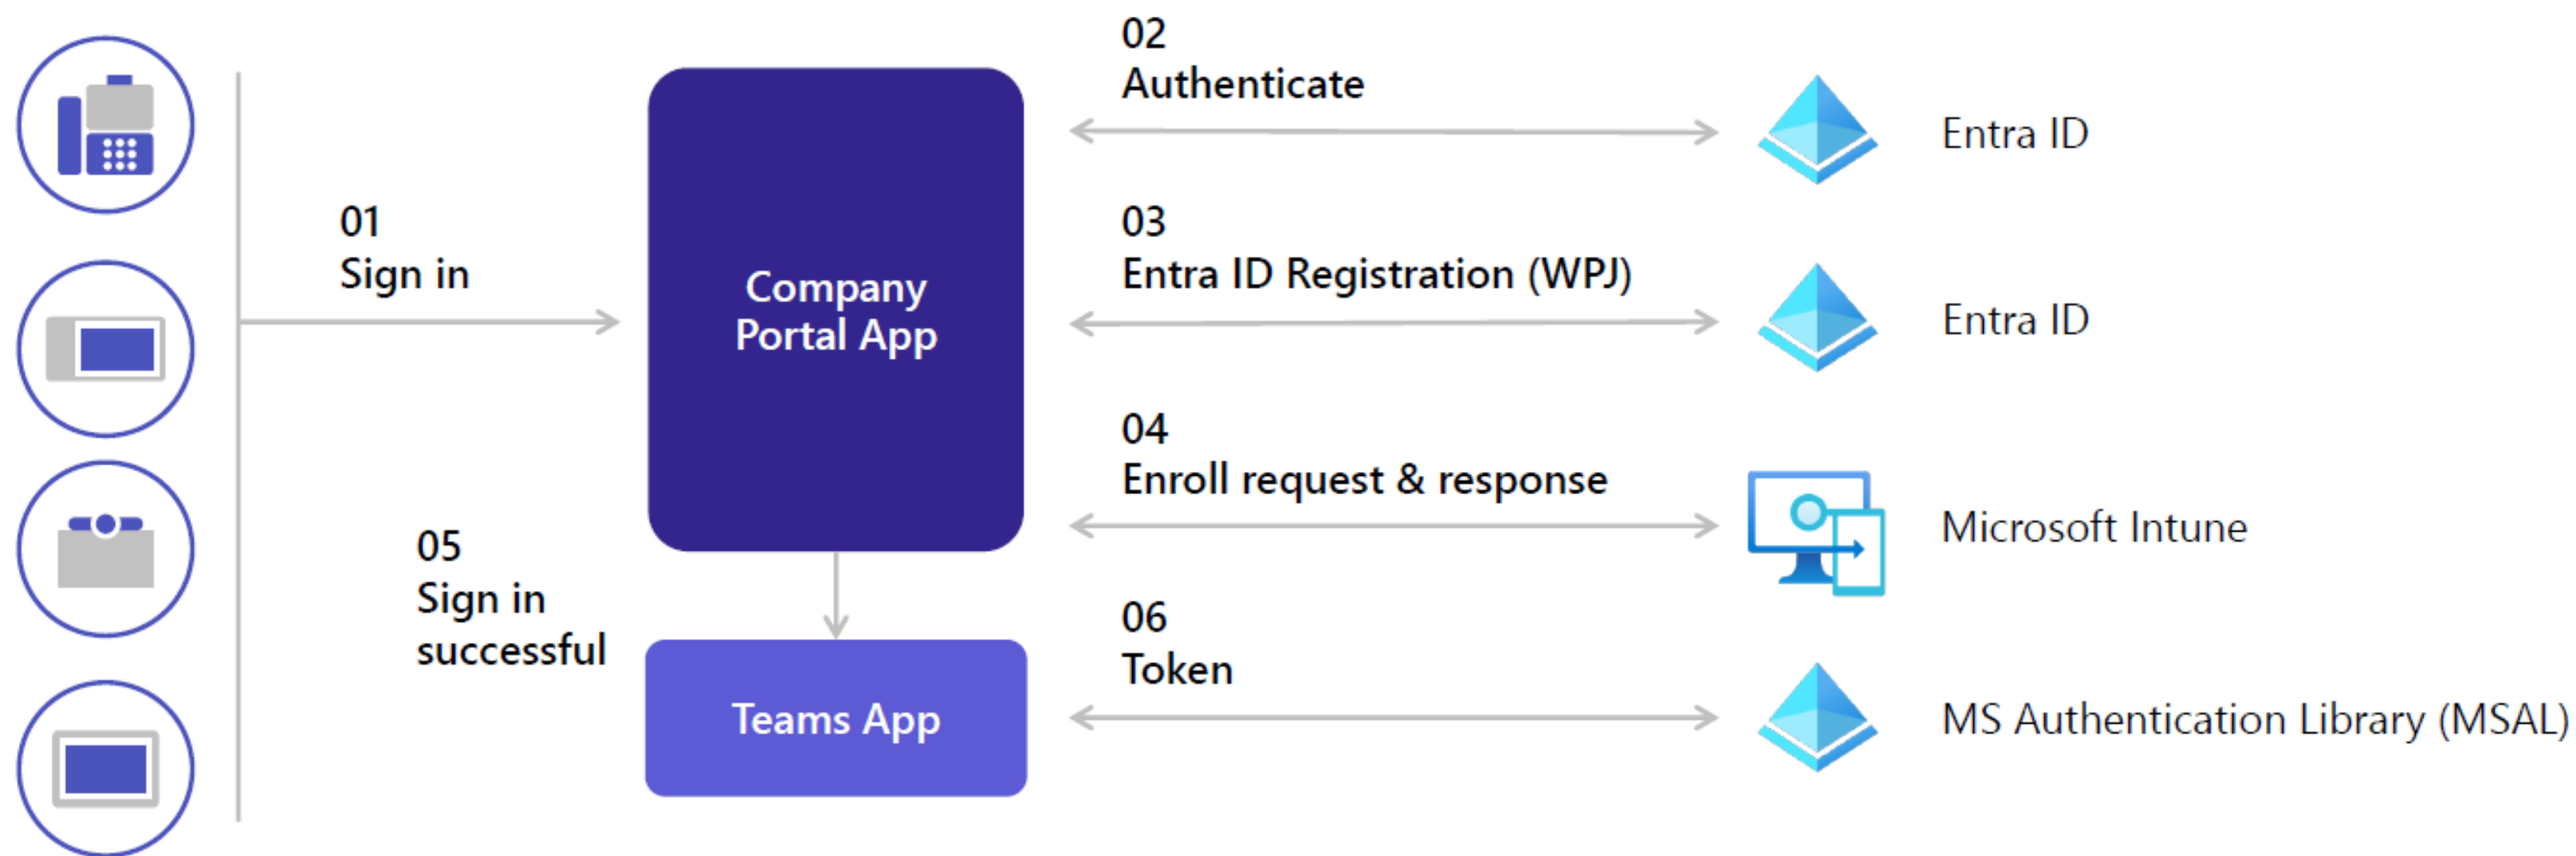 01
Sign in
Company
Portal App
02
Authenticate
Entra ID
03
Entra ID Registration (WPJ)
Entra ID
04
Enroll request & response
Microsoft Intune
05
Sign in
successful
Teams App
06
Token
MS Authentication Library (MSAL)